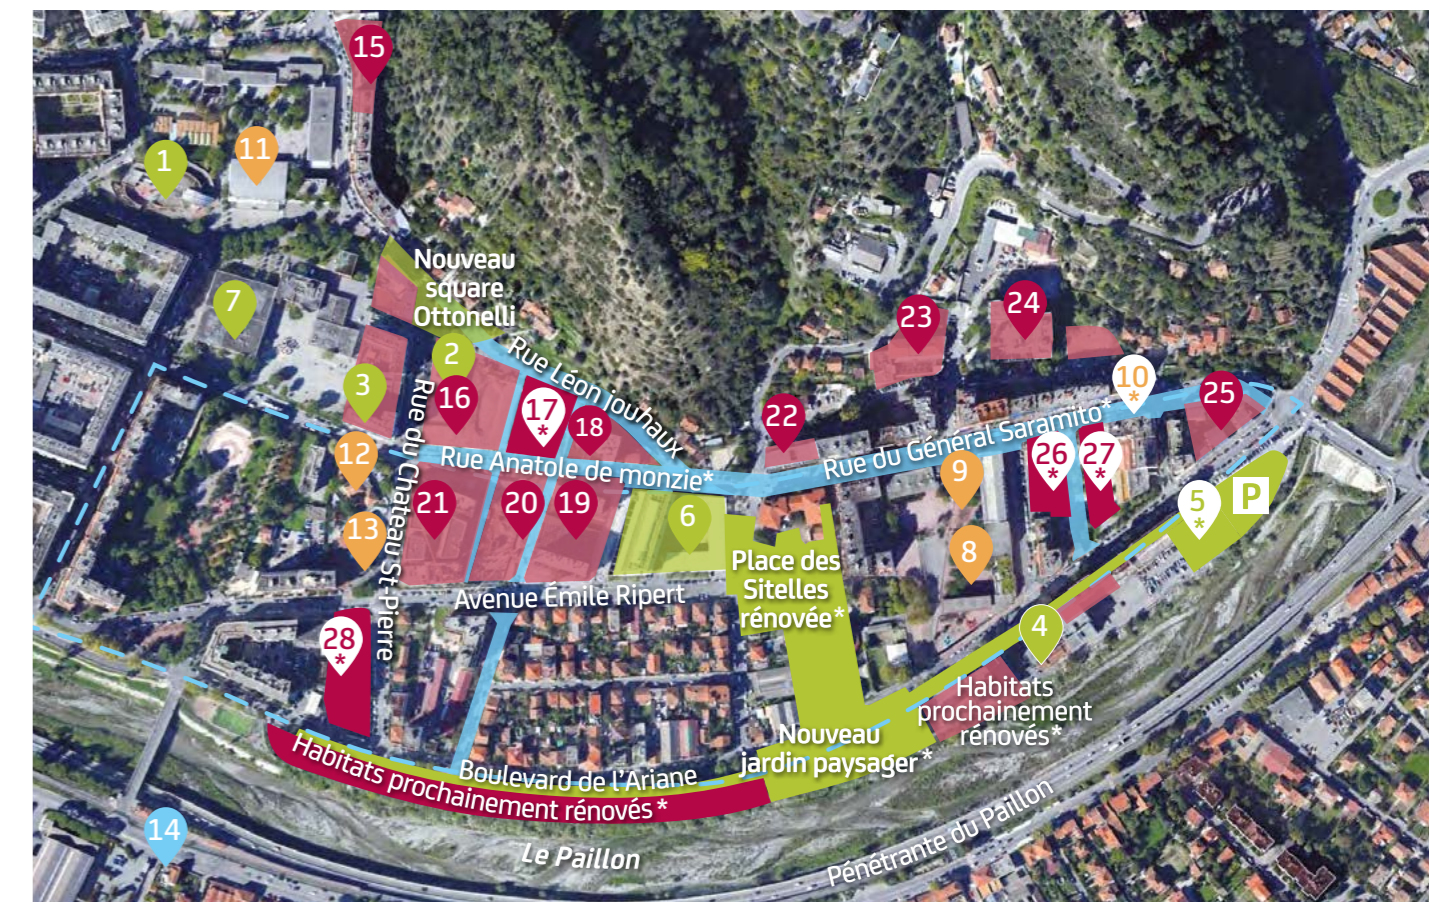 15
1
11
Nouveau
square
Ottonelli
7
2
3
16
17
*
18
Rue Léon jouhaux
Rue du Chateau St-Pierre
Rue Anatole de monzie*
12
13
21
20
19
6
22
23
24
10
*
25
Rue du Général Saramito*
9
26
*
27
*
5
*
P
8
Place des
Sitelles
rénovée*
Avenue Émile Ripert
4
28
*
Habitats
prochainement
rénovés*
Nouveau
jardin paysager*
Boulevard de l'Ariane
Habitats prochainement rénovés*
14
Le Paillon
Pénétrante du Paillon